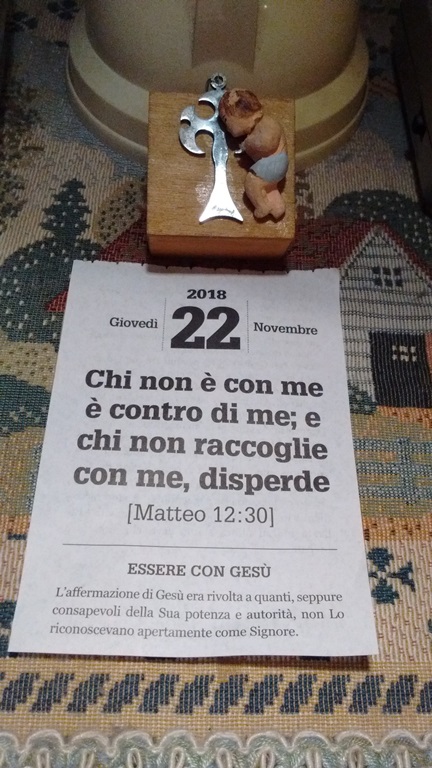 2018
Giovedì 22 Novembre
Chi non è con me
è contro di me; e
chi non raccoglie
con me, disperde
[Matteo 12:30]
ESSERE CON GESÙ
L'affermazione di Gesù era rivolta a quanti, seppure
consapevoli della Sua potenza e autorità, non Lo
riconoscevano apertamente come Signore.